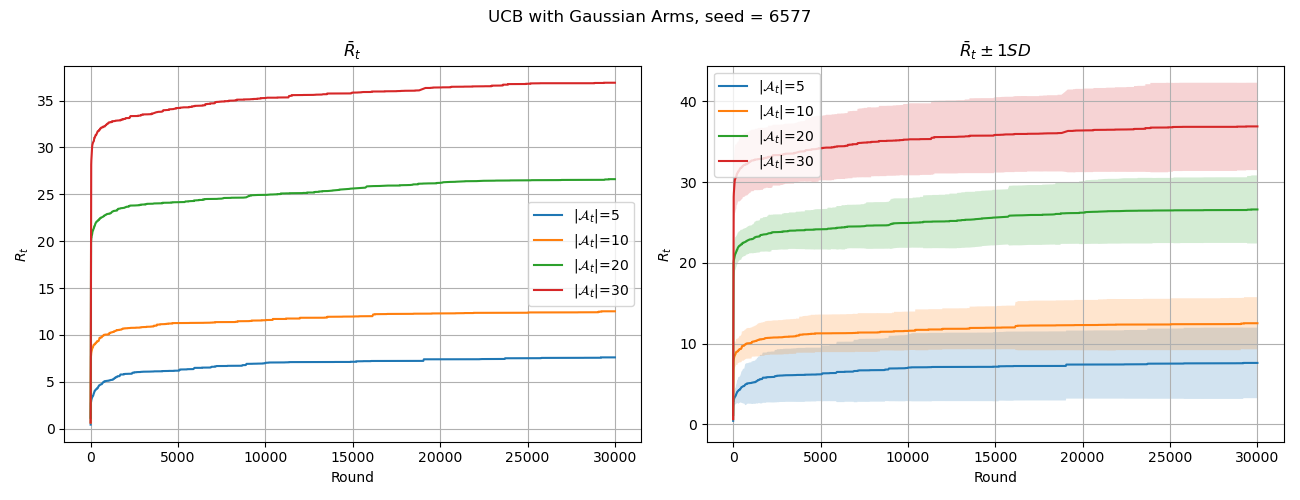 UCB with Gaussian Arms, seed = 6577
R̄ₜ
35
30
25
20
15
10
5
0
Rₜ
|𝒜ₜ|=5
|𝒜ₜ|=10
|𝒜ₜ|=20
|𝒜ₜ|=30
0 5000 10000 15000 20000 25000 30000
Round
R̄ₜ ± 1SD
40
30
20
10
0
Rₜ
|𝒜ₜ|=5
|𝒜ₜ|=10
|𝒜ₜ|=20
|𝒜ₜ|=30
0 5000 10000 15000 20000 25000 30000
Round